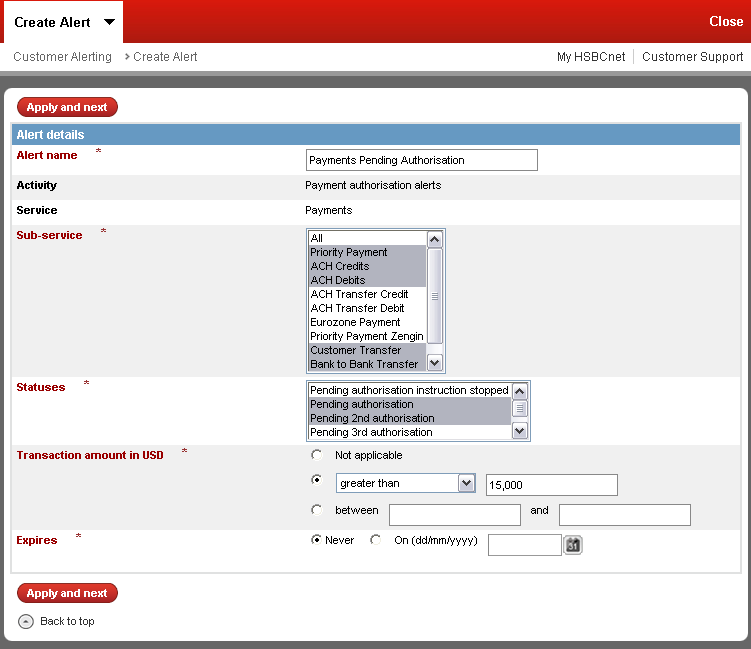 Create Alert
Close
Customer Alerting > Create Alert
My HSBCnet | Customer Support
Apply and next
Alert details
Alert name * Payments Pending Authorisation
Activity Payment authorisation alerts
Service Payments
Sub-service *
All
Priority Payment
ACH Credits
ACH Debits
ACH Transfer Credit
ACH Transfer Debit
Eurozone Payment
Priority Payment Zengin
Customer Transfer
Bank to Bank Transfer
Statuses *
Pending authorisation instruction stopped
Pending authorisation
Pending 2nd authorisation
Pending 3rd authorisation
Transaction amount in USD * Not applicable
greater than 15,000
between and
Expires * Never On (dd/mm/yyyy) 31
Apply and next
Back to top